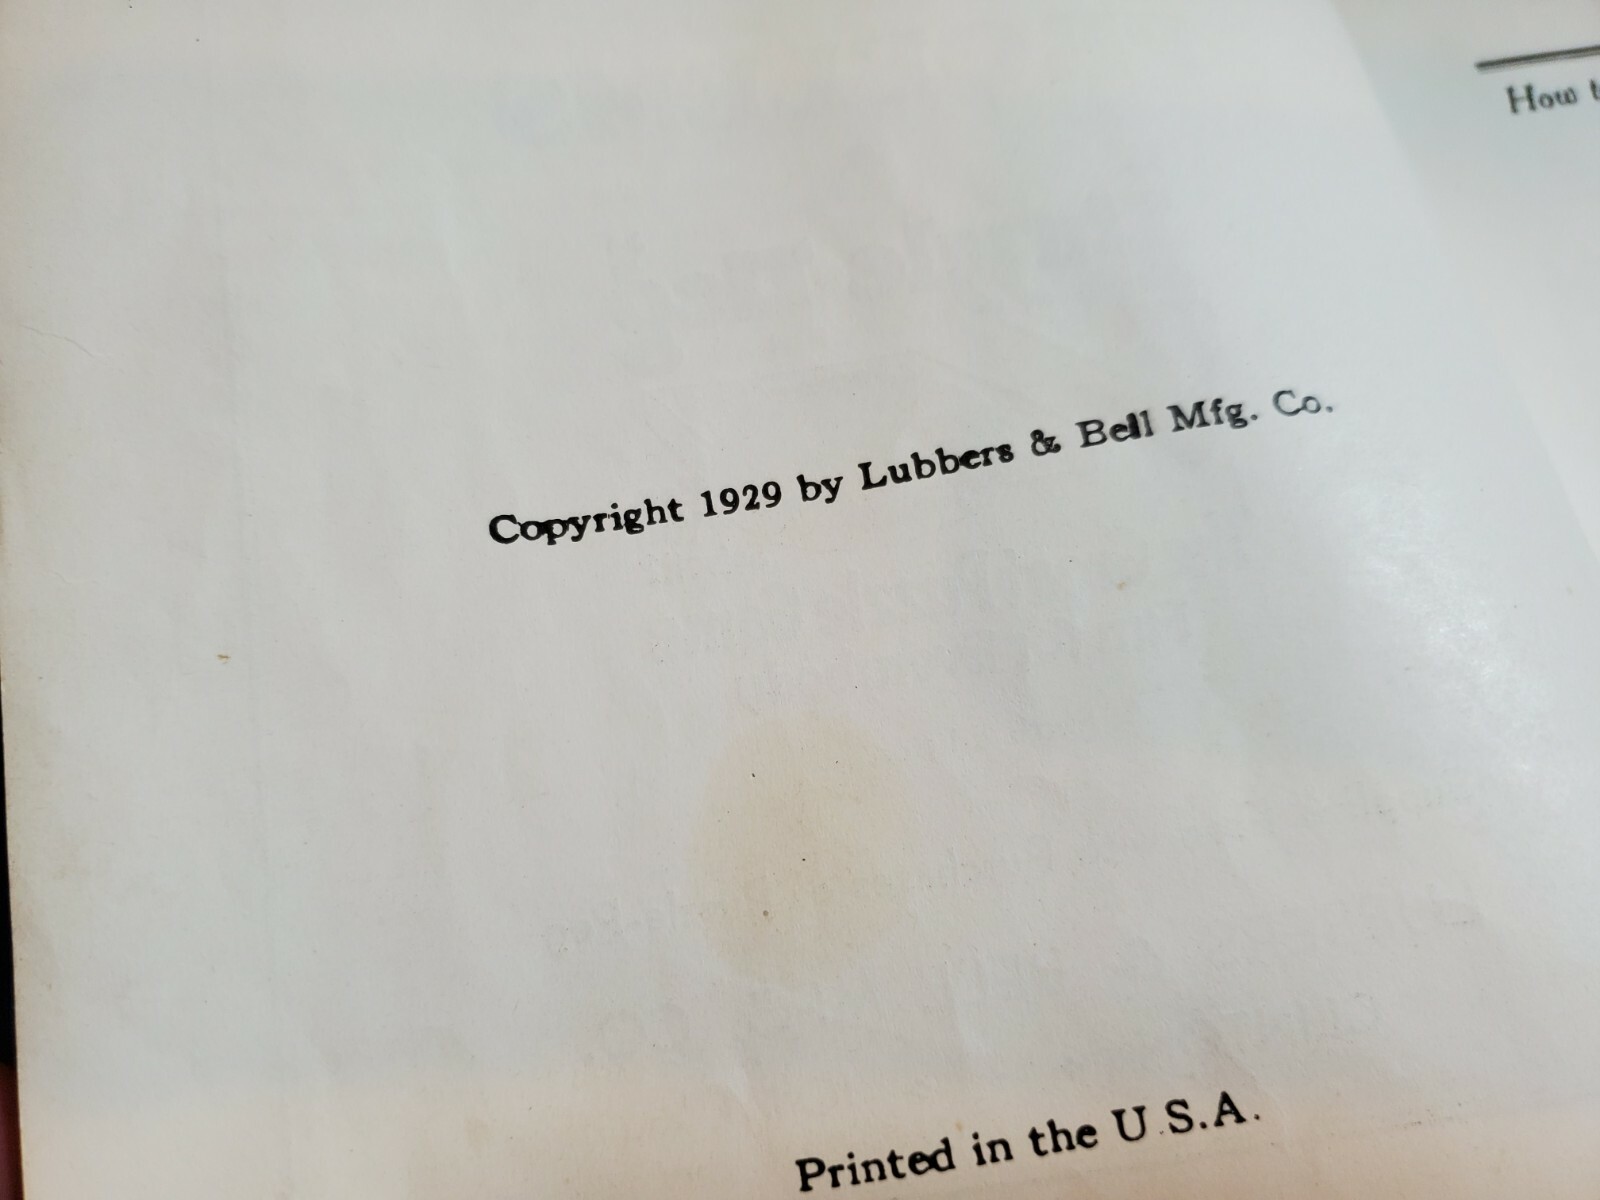 How
Copyright 1929 by Lubbers & Bell Mfg. Co.
Printed in the U.S.A.